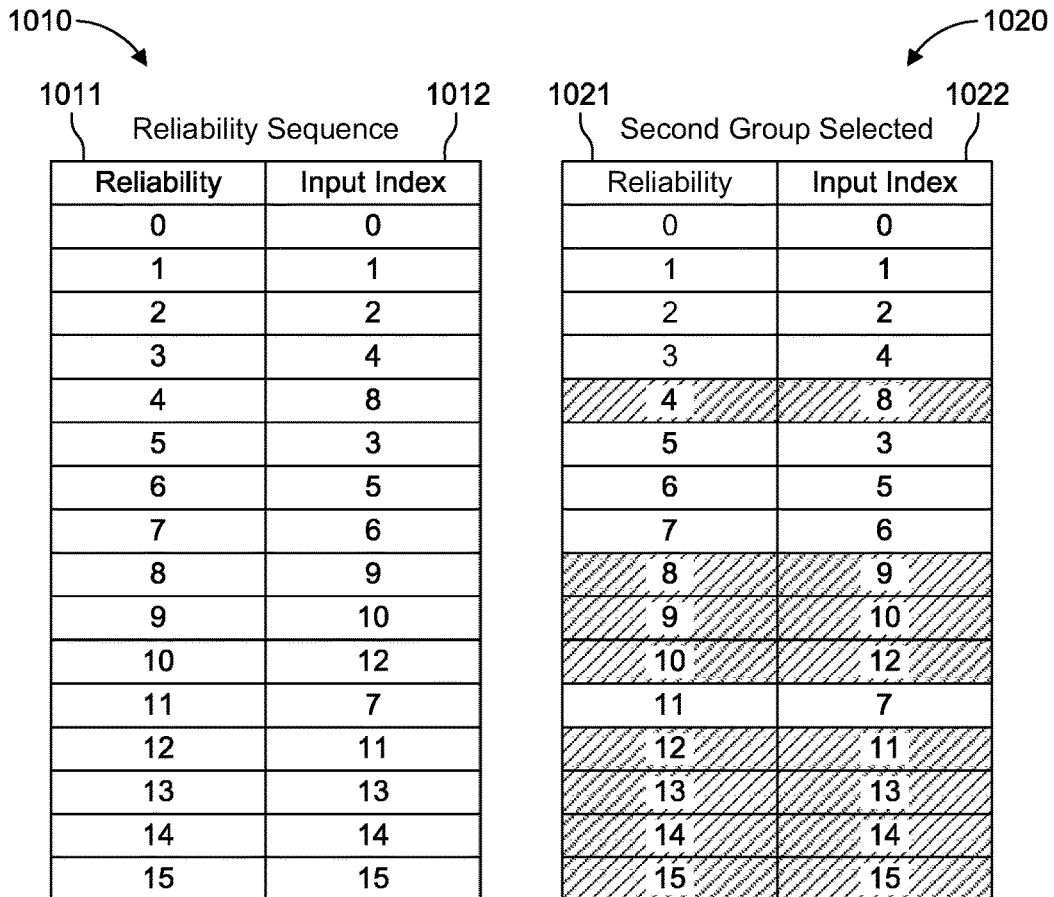 1010 1020
1011 1012 1021 1022
Reliability Sequence Second Group Selected
Reliability Input Index Reliability Input Index
0 0 0 0
1 1 1 1
2 2 2 2
3 4 3 4
4 8 4 8
5 3 5 3
6 5 6 5
7 6 7 6
8 9 8 9
9 10 9 10
10 12 10 12
11 7 11 7
12 11 12 11
13 13 13 13
14 14 14 14
15 15 15 15